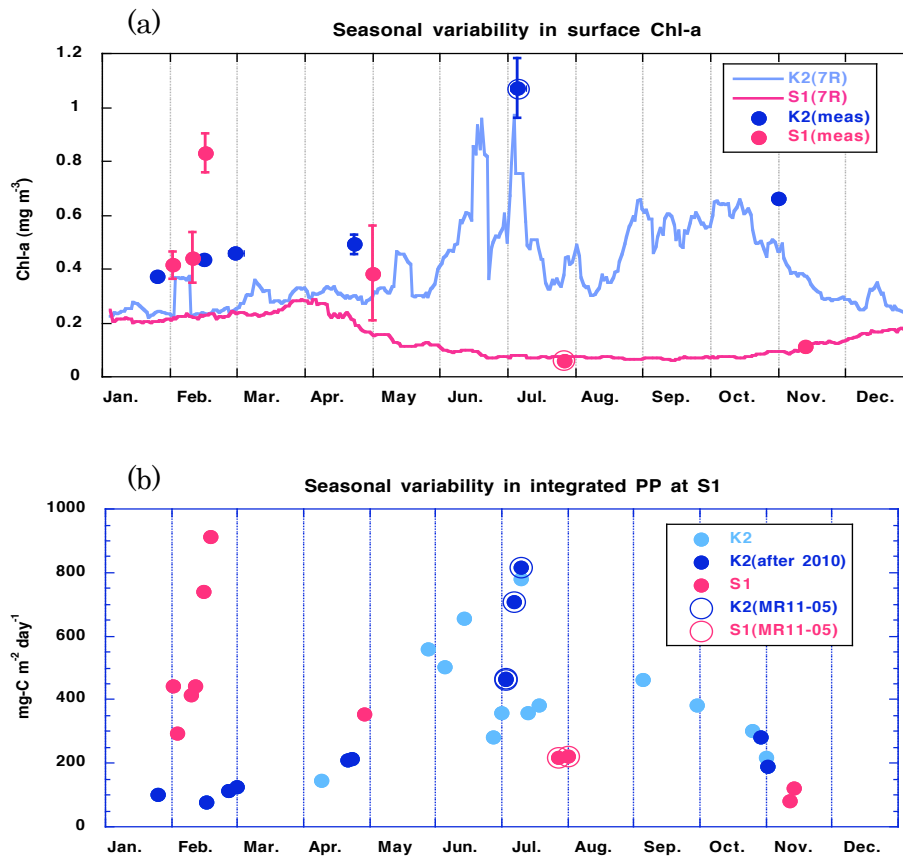 (a)
Seasonal variability in surface Chl-a
1.2
1
0.8
0.6
0.4
0.2
0
Chl-a (mg m-3)
K2(7R)
S1(7R)
K2(meas)
S1(meas)
Jan. Feb. Mar. Apr. May Jun. Jul. Aug. Sep. Oct. Nov. Dec.
(b)
Seasonal variability in integrated PP at S1
1000
800
600
400
200
0
mg-C m-2 day-1
K2
K2(after 2010)
S1
K2(MR11-05)
S1(MR11-05)
Jan. Feb. Mar. Apr. May Jun. Jul. Aug. Sep. Oct. Nov. Dec.